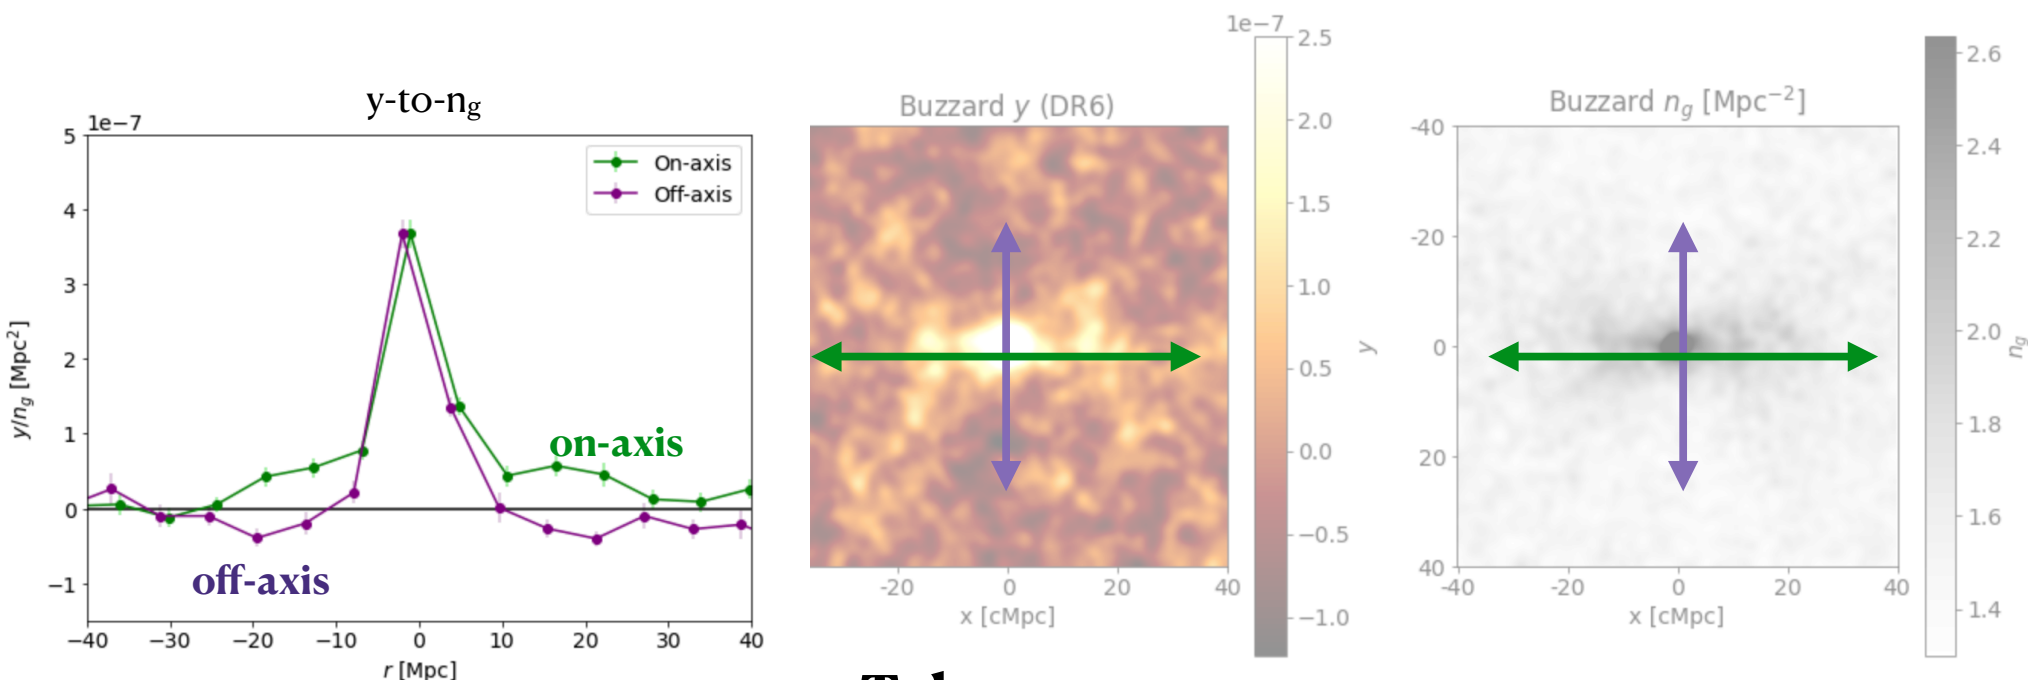 y-to-ng
1e−7
5
4
3
2
1
0
−1
y/ng [Mpc2]
On-axis
Off-axis
on-axis
off-axis
−40 −30 −20 −10 0 10 20 30 40
r [Mpc]
Buzzard y (DR6)
-20 0 20 40
x [cMpc]
1e−7
2.5
2.0
1.5
1.0
0.5
0.0
−0.5
−1.0
y
Buzzard ng [Mpc−2]
-40
-20
0
20
40
-40 -20 0 20 40
x [cMpc]
2.6
2.4
2.2
2.0
1.8
1.6
1.4
ng